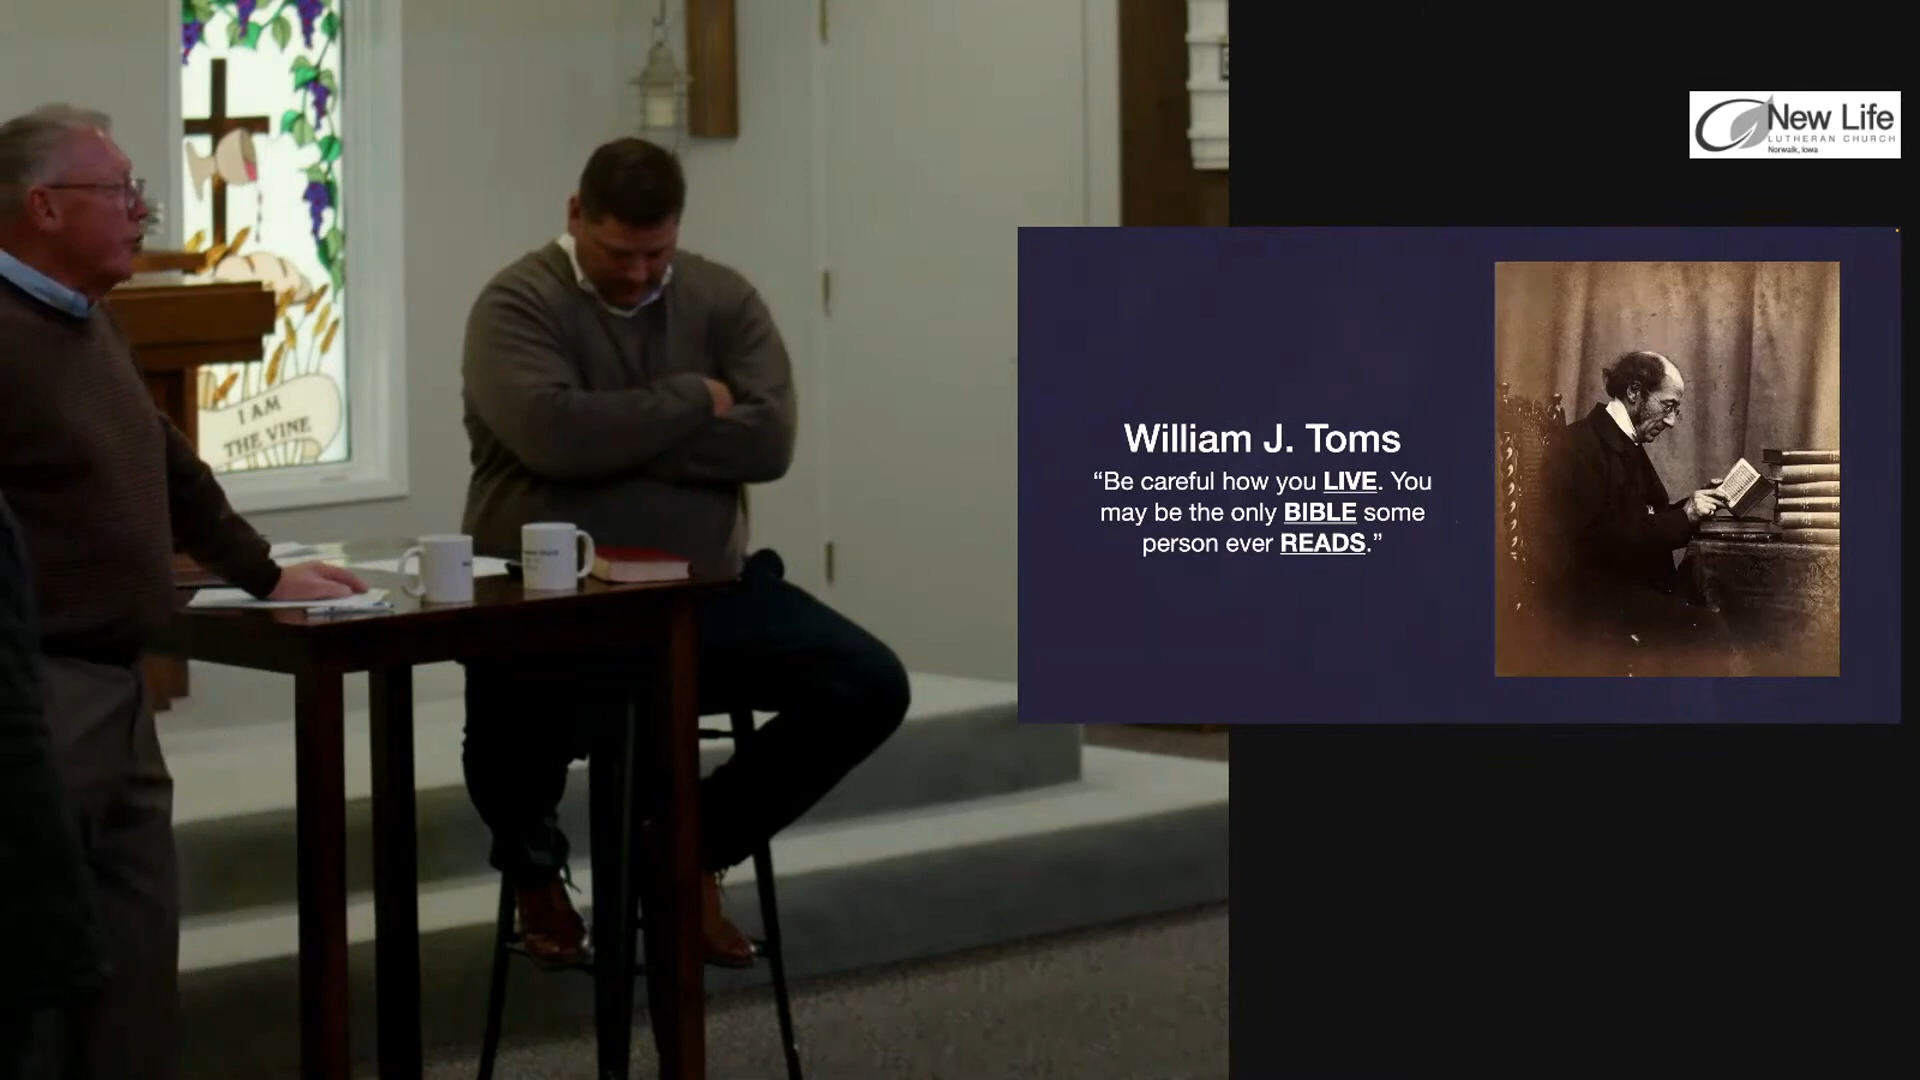 I AM
THE VINE
New Life
LUTHERAN CHURCH
Norwalk, Iowa
William J. Toms
“Be careful how you LIVE. You
may be the only BIBLE some
person ever READS.”